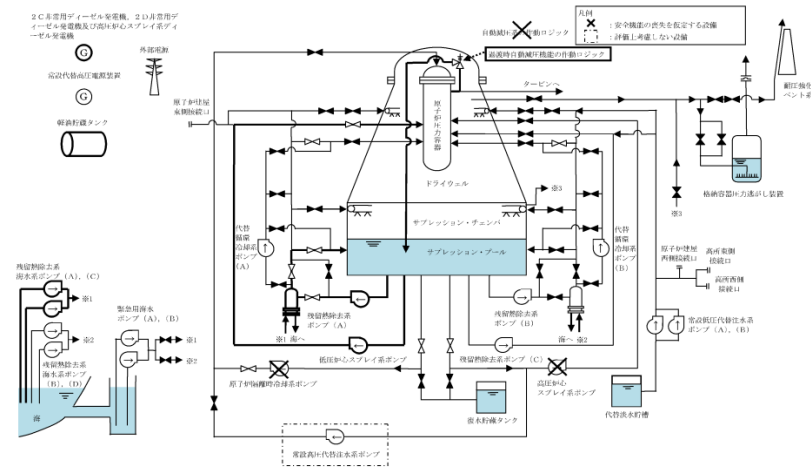 2C非常用ディーゼル発電機，2D非常用デ
ィーゼル発電機及び高圧炉心スプレイ系ディ
ーゼル発電機
G
外部電源
常設代替高圧電源装置
G
軽油貯蔵タンク
自動減圧系の作動ロジック
過渡時自動減圧機能の作動ロジック
凡例
：安全機能の喪失を仮定する設備
：評価上考慮しない設備
原子炉建屋
東側接続口
原子炉圧力容器
タービンへ
耐圧強化
ベント系
格納容器圧力逃がし装置
※3
ドライウェル
※3
サプレッション・チェンバ
サプレッション・プール
代替
循環
冷却系
ポンプ
(A)
代替
循環
冷却系
ポンプ
(B)
原子炉建屋
西側接続口
高所東側
接続口
高所西側
接続口
残留熱除去系
海水系ポンプ (A)，(C)
※1
※2
残留熱除去系
海水系ポンプ
(B)，(D)
海
緊急用海水
ポンプ (A)，(B)
※1
※2
※1 海へ
残留熱除去系
ポンプ (A)
残留熱除去系
ポンプ (B)
海へ ※2
常設低圧代替注水系
ポンプ (A)，(B)
低圧炉心スプレイ系ポンプ
残留熱除去系ポンプ (C)
原子炉隔離時冷却系ポンプ
高圧炉心
スプレイ系ポンプ
復水貯蔵タンク
代替淡水貯槽
常設高圧代替注水系ポンプ